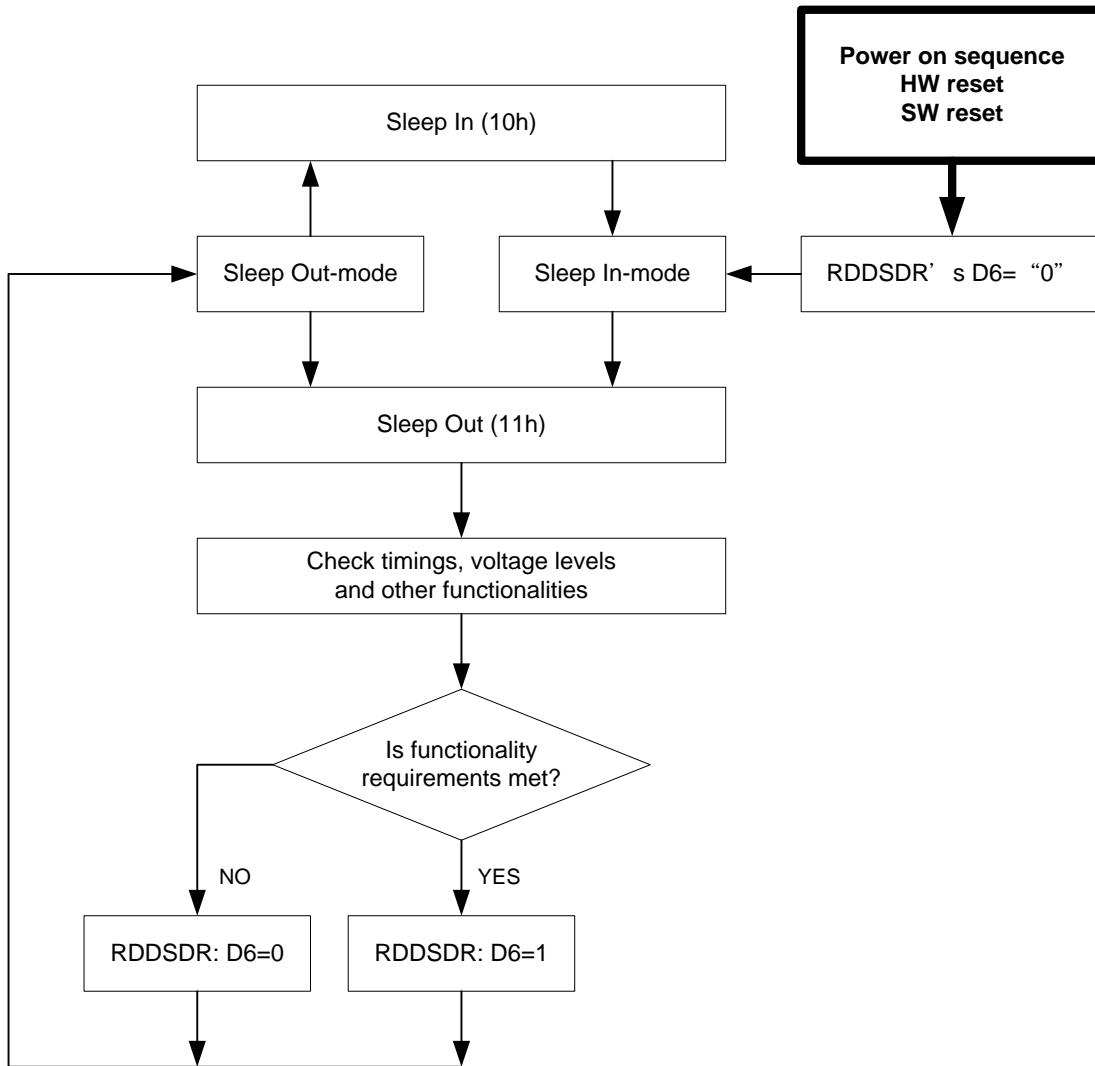 Power on sequence
HW reset
SW reset
Sleep In (10h)
Sleep Out-mode
Sleep In-mode
RDDSDR’ s D6= “0”
Sleep Out (11h)
Check timings, voltage levels
and other functionalities
Is functionality
requirements met?
NO
YES
RDDSDR: D6=0
RDDSDR: D6=1